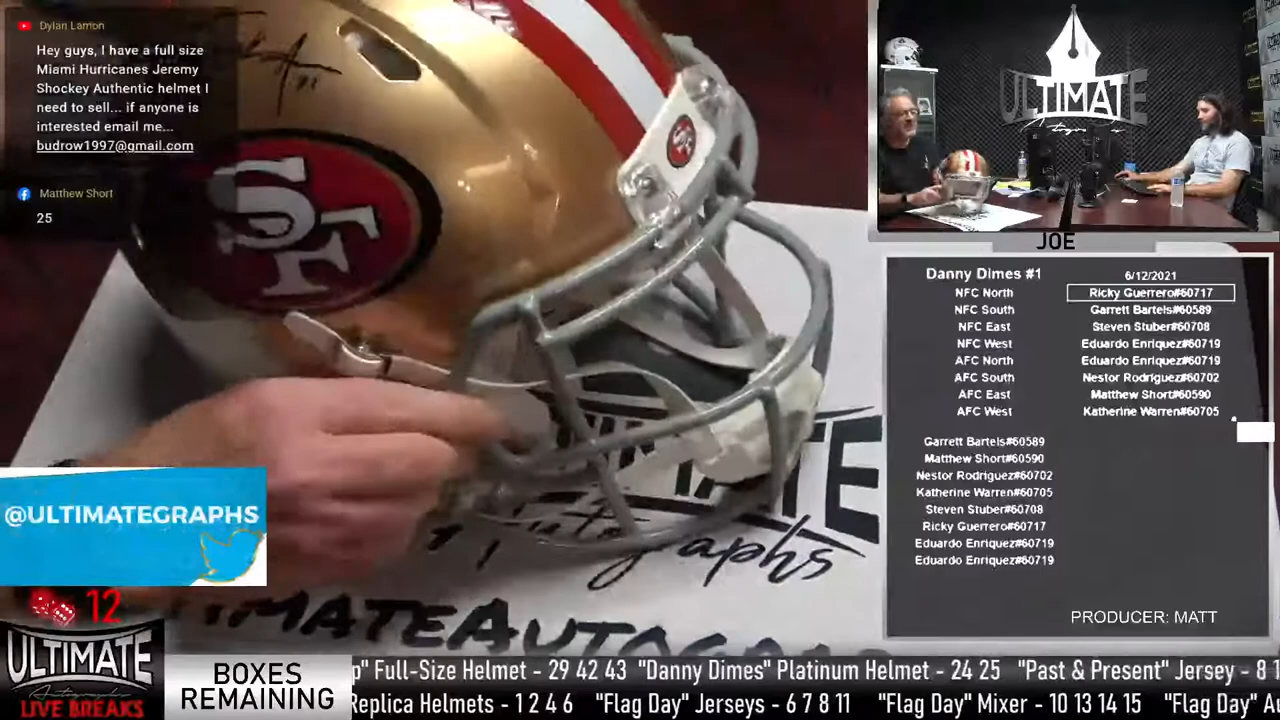 Dylan Lamon
Hey guys, I have a full size
Miami Hurricanes Jeremy
Shockey Authentic helmet I
need to sell... if anyone is
interested email me...
budrow1997@gmail.com
Matthew Short
25
SF
ULTIMATE
JOE
Danny Dimes #1 6/12/2021
NFC North Ricky Guerrero#60717
NFC South Garrett Bartels#60589
NFC East Steven Stuber#60708
NFC West Eduardo Enriquez#60719
AFC North Eduardo Enriquez#60719
AFC South Nestor Rodriguez#60702
AFC East Matthew Short#60590
AFC West Katherine Warren#60705
Garrett Bartels#60589
Matthew Short#60590
Nestor Rodriguez#60702
Katherine Warren#60705
Steven Stuber#60708
Ricky Guerrero#60717
Eduardo Enriquez#60719
Eduardo Enriquez#60719
PRODUCER: MATT
@ULTIMATEGRAPHS
12
ULTIMATE
Autographs
LIVE BREAKS
BOXES
REMAINING
p" Full-Size Helmet - 29 42 43 "Danny Dimes" Platinum Helmet - 24 25 "Past & Present" Jersey - 8 1
Replica Helmets - 1 2 4 6 "Flag Day" Jerseys - 6 7 8 11 "Flag Day" Mixer - 10 13 14 15 "Flag Day" Au